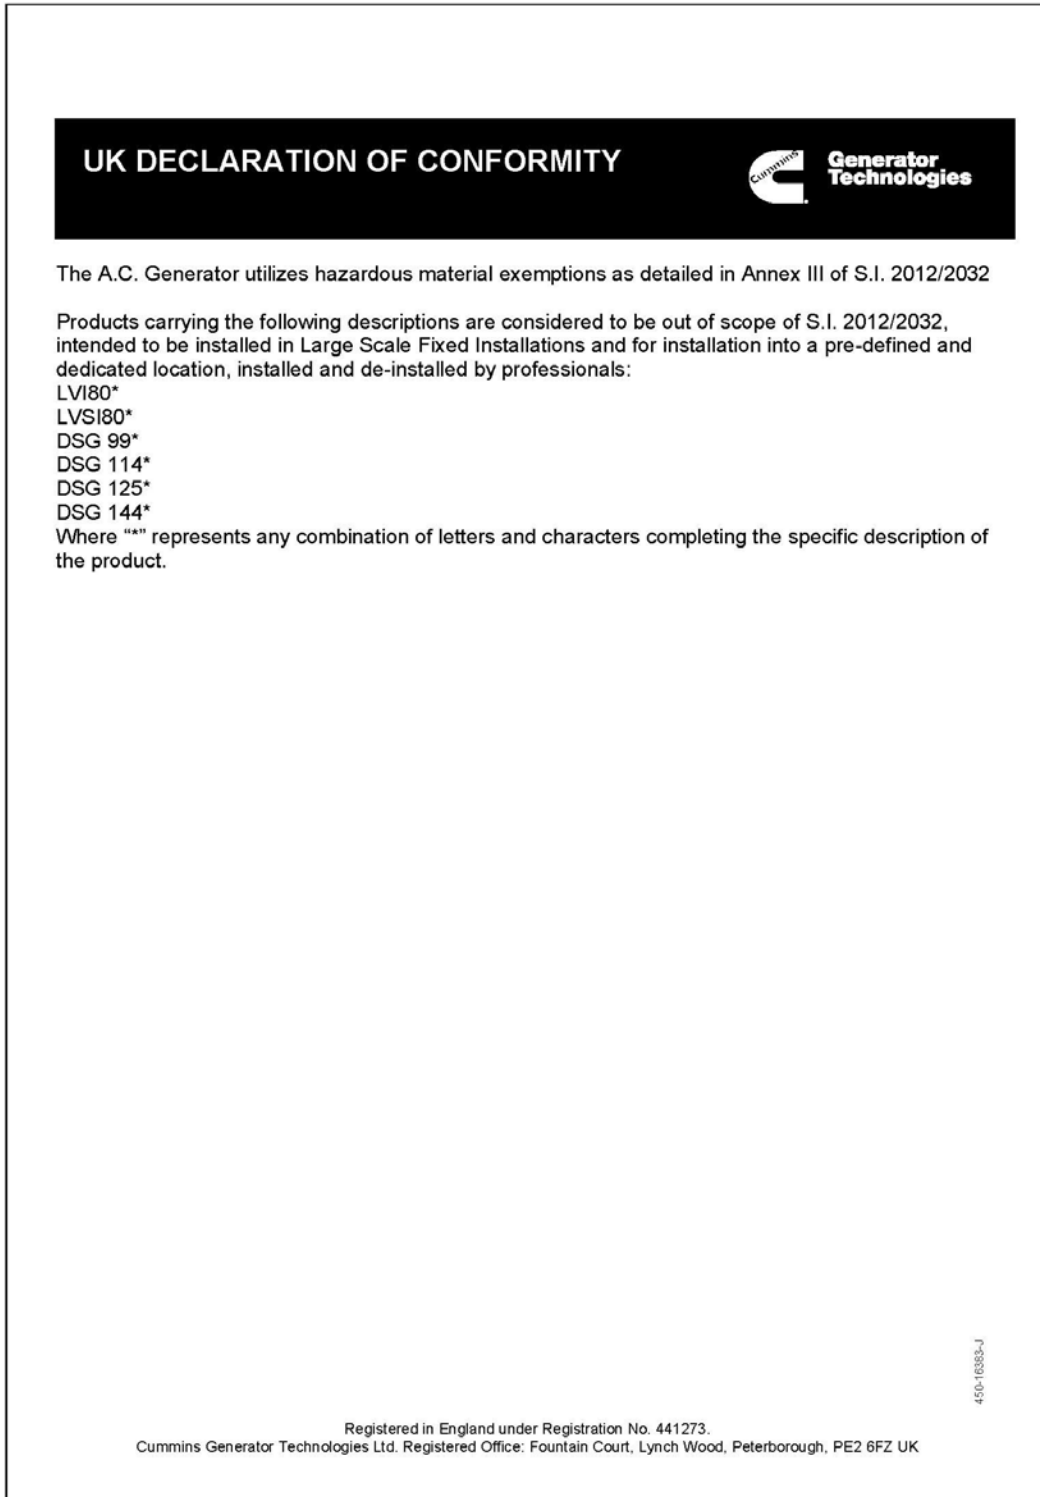 UK DECLARATION OF CONFORMITY
Cummins
Generator
Technologies
The A.C. Generator utilizes hazardous material exemptions as detailed in Annex III of S.I. 2012/2032
Products carrying the following descriptions are considered to be out of scope of S.I. 2012/2032,
intended to be installed in Large Scale Fixed Installations and for installation into a pre-defined and
dedicated location, installed and de-installed by professionals:
LVI80*
LVSI80*
DSG 99*
DSG 114*
DSG 125*
DSG 144*
Where “*” represents any combination of letters and characters completing the specific description of
the product.
450-16383-J
Registered in England under Registration No. 441273.
Cummins Generator Technologies Ltd. Registered Office: Fountain Court, Lynch Wood, Peterborough, PE2 6FZ UK